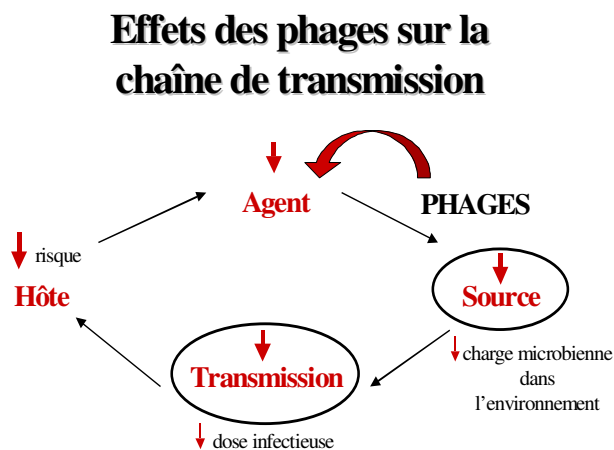 Effets des phages sur la
chaîne de transmission
Agent
PHAGES
risque
Hôte
Source
charge microbienne
dans
l'environnement
Transmission
dose infectieuse